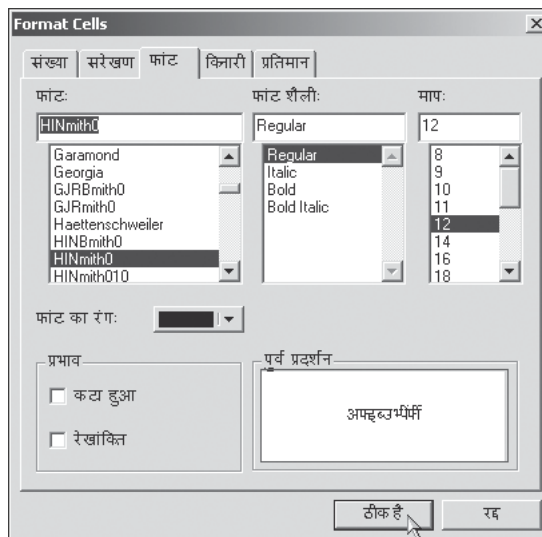 Format Cells
संख्या सरेखण फांट किनारी प्रतिमान
फांटः फांट शैलीः मापः
HINmith0 Regular 12
Garamond Regular 8
Georgia Italic 9
GJRBmith0 Bold 10
GJRmith0 Bold Italic 11
Haettenschweiler 12
HINBmith0 14
HINmith0 16
HINmith010 18
फांट का रंगः
प्रभाव पूर्व प्रदर्शन
कटा हुआ
रेखांकित
ठीक है रद्द